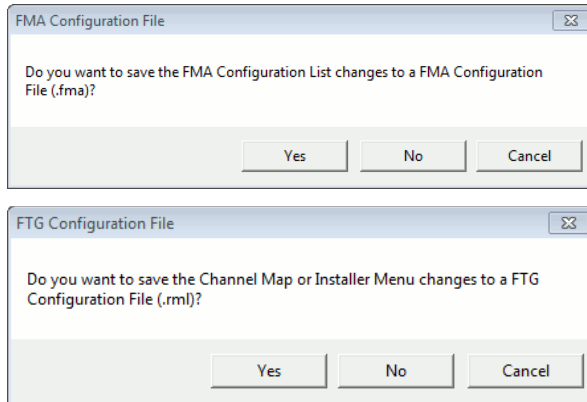 FMA Configuration File
Do you want to save the FMA Configuration List changes to a FMA Configuration
File (.fma)?
Yes No Cancel
FTG Configuration File
Do you want to save the Channel Map or Installer Menu changes to a FTG
Configuration File (.rml)?
Yes No Cancel